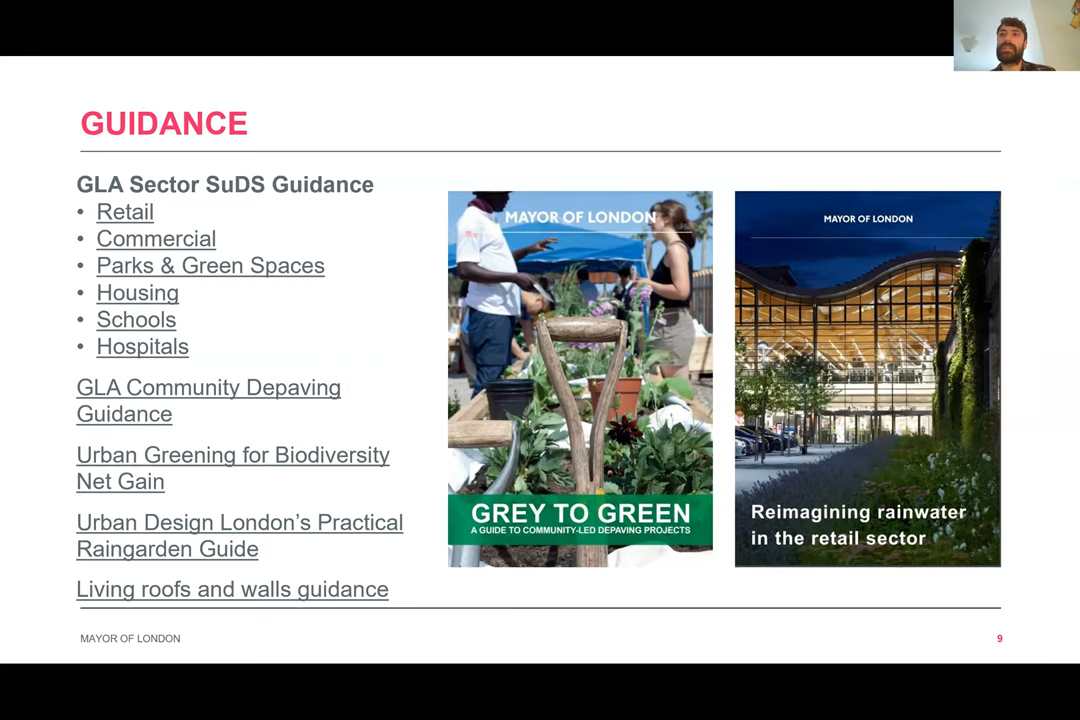 GUIDANCE
GLA Sector SuDS Guidance
• Retail
• Commercial
• Parks & Green Spaces
• Housing
• Schools
• Hospitals
GLA Community Depaving
Guidance
Urban Greening for Biodiversity
Net Gain
Urban Design London's Practical
Raingarden Guide
Living roofs and walls guidance
MAYOR OF LONDON
GREY TO GREEN
A GUIDE TO COMMUNITY-LED DEPAVING PROJECTS
MAYOR OF LONDON
Reimagining rainwater
in the retail sector
MAYOR OF LONDON
9